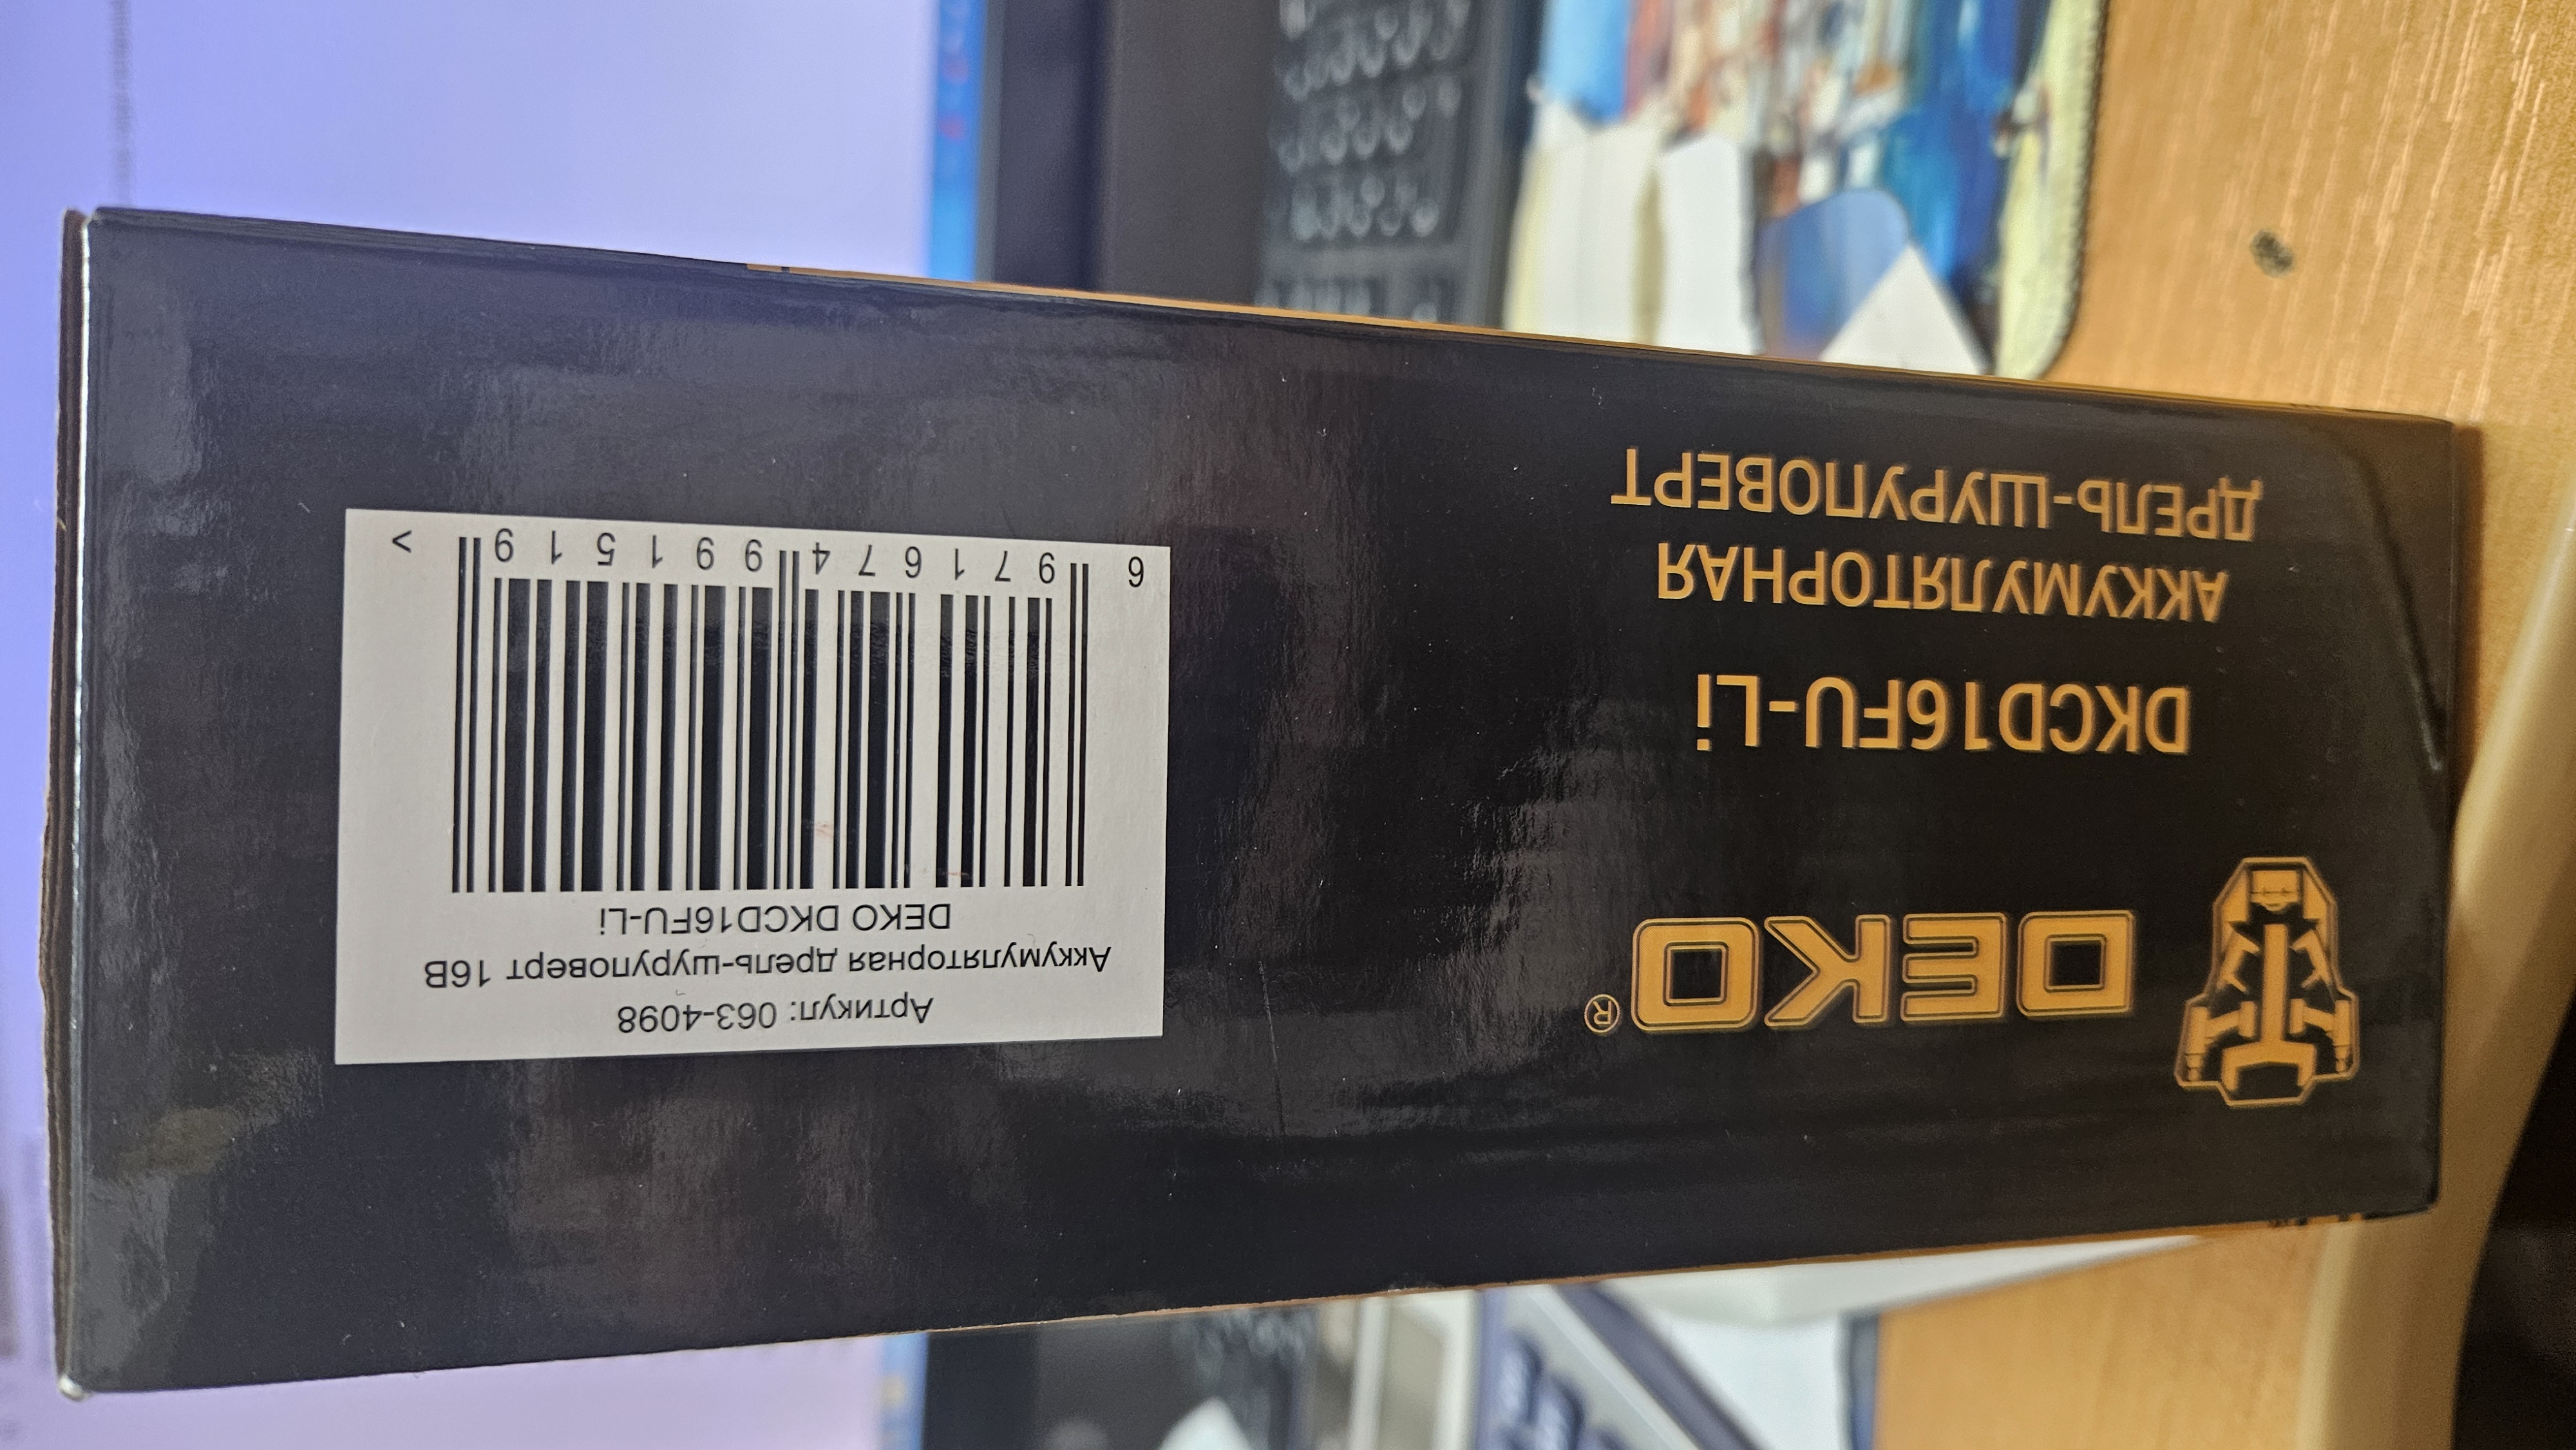 DEKO®
DKCD16FU-Li
АККУМУЛЯТОРНАЯ
ДРЕЛЬ-ШУРУПОВЕРТ
Артикул: 063-4098
Аккумуляторная дрель-шуруповерт 16В
DEKO DKCD16FU-Li
6 971674 991519 >